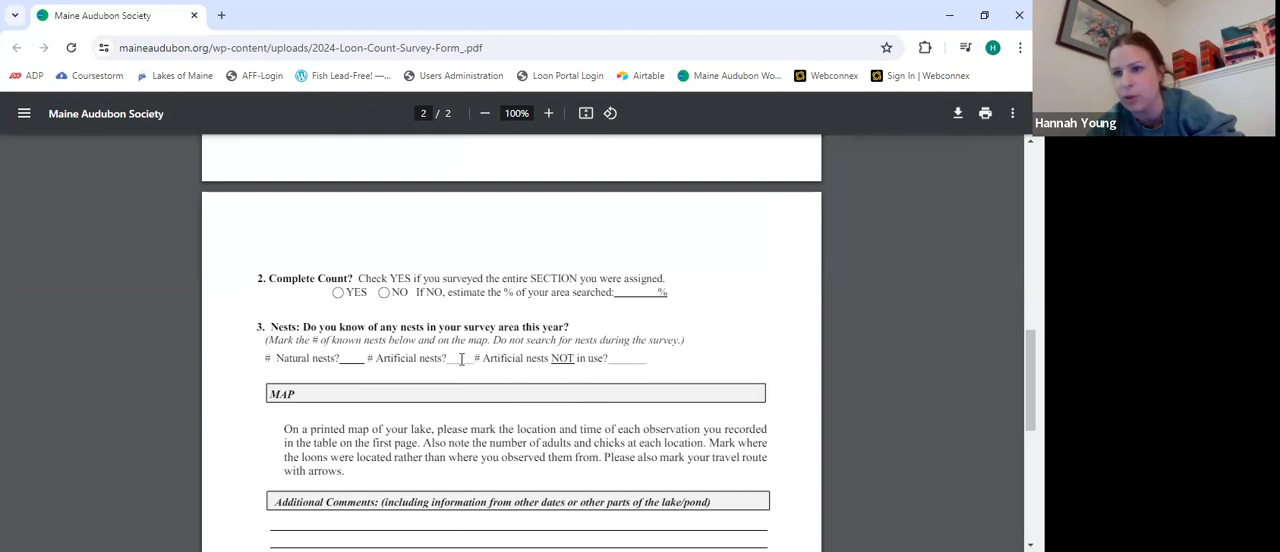 Maine Audubon Society
maineaudubon.org/wp-content/uploads/2024-Loon-Count-Survey-Form_.pdf
H
ADP
Coursestorm
Lakes of Maine
AFF-Login
Fish Lead-Free! —...
Users Administration
Loon Portal Login
Airtable
Maine Audubon Wo...
Webconnex
Sign In | Webconnex
Maine Audubon Society
2 / 2
100%
Hannah Young
2. Complete Count? Check YES if you surveyed the entire SECTION you were assigned.
YES NO If NO, estimate the % of your area searched:______%
3. Nests: Do you know of any nests in your survey area this year?
(Mark the # of known nests below and on the map. Do not search for nests during the survey.)
# Natural nests?____ # Artificial nests?____ # Artificial nests NOT in use?______
MAP
On a printed map of your lake, please mark the location and time of each observation you recorded
in the table on the first page. Also note the number of adults and chicks at each location. Mark where
the loons were located rather than where you observed them from. Please also mark your travel route
with arrows.
Additional Comments: (including information from other dates or other parts of the lake/pond)